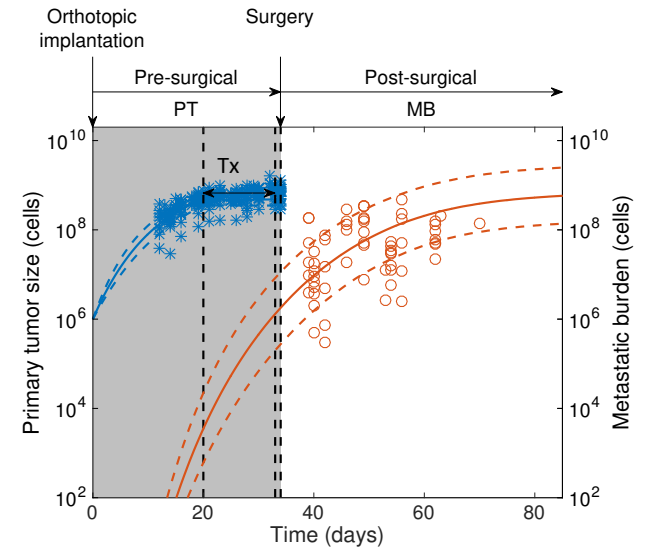 Orthotopic
implantation
Surgery
Pre-surgical
Post-surgical
PT
MB
Tx
Primary tumor size (cells)
10^10
10^8
10^6
10^4
10^2
10^10
10^8
10^6
10^4
10^2
Metastatic burden (cells)
0
20
40
60
80
Time (days)